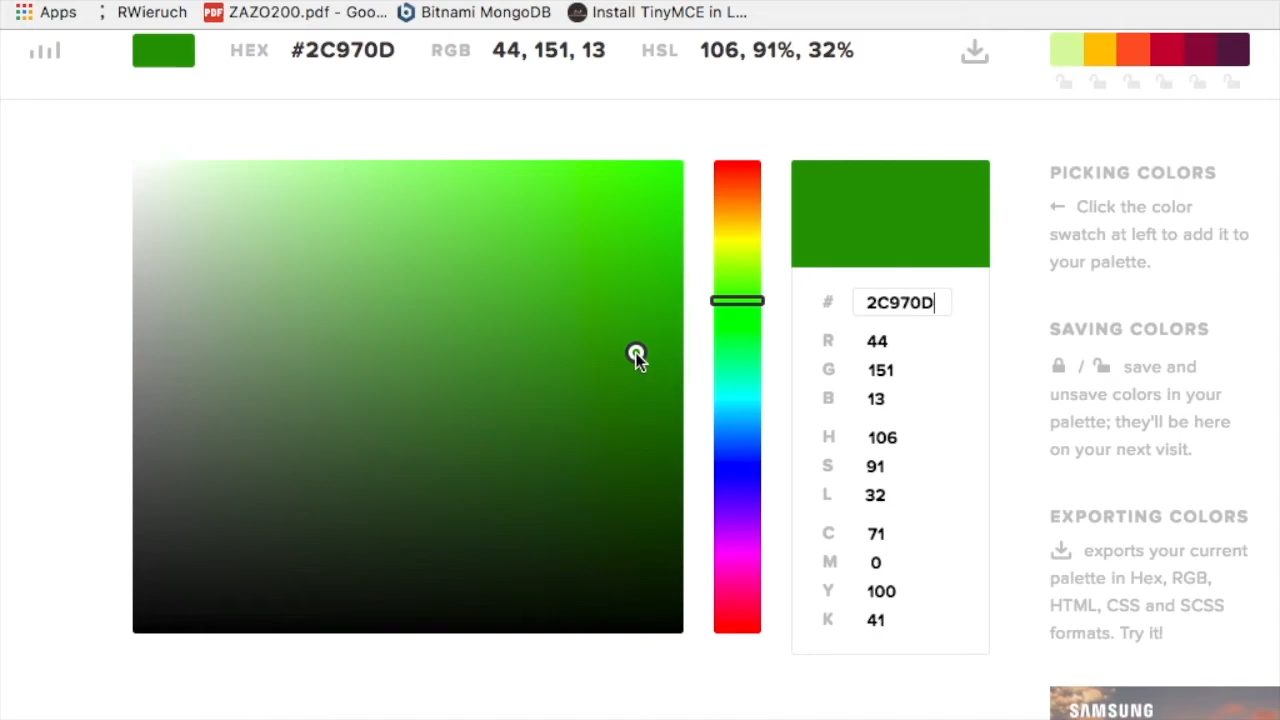 Apps ; RWieruch PDF ZAZO200.pdf - Goo... Bitnami MongoDB Install TinyMCE in L...
HEX #2C970D RGB 44, 151, 13 HSL 106, 91%, 32%
# 2C970D
R 44
G 151
B 13
H 106
S 91
L 32
C 71
M 0
Y 100
K 41
PICKING COLORS
← Click the color
swatch at left to add it to
your palette.
SAVING COLORS
/ save and
unsave colors in your
palette; they'll be here
on your next visit.
EXPORTING COLORS
exports your current
palette in Hex, RGB,
HTML, CSS and SCSS
formats. Try it!
SAMSUNG